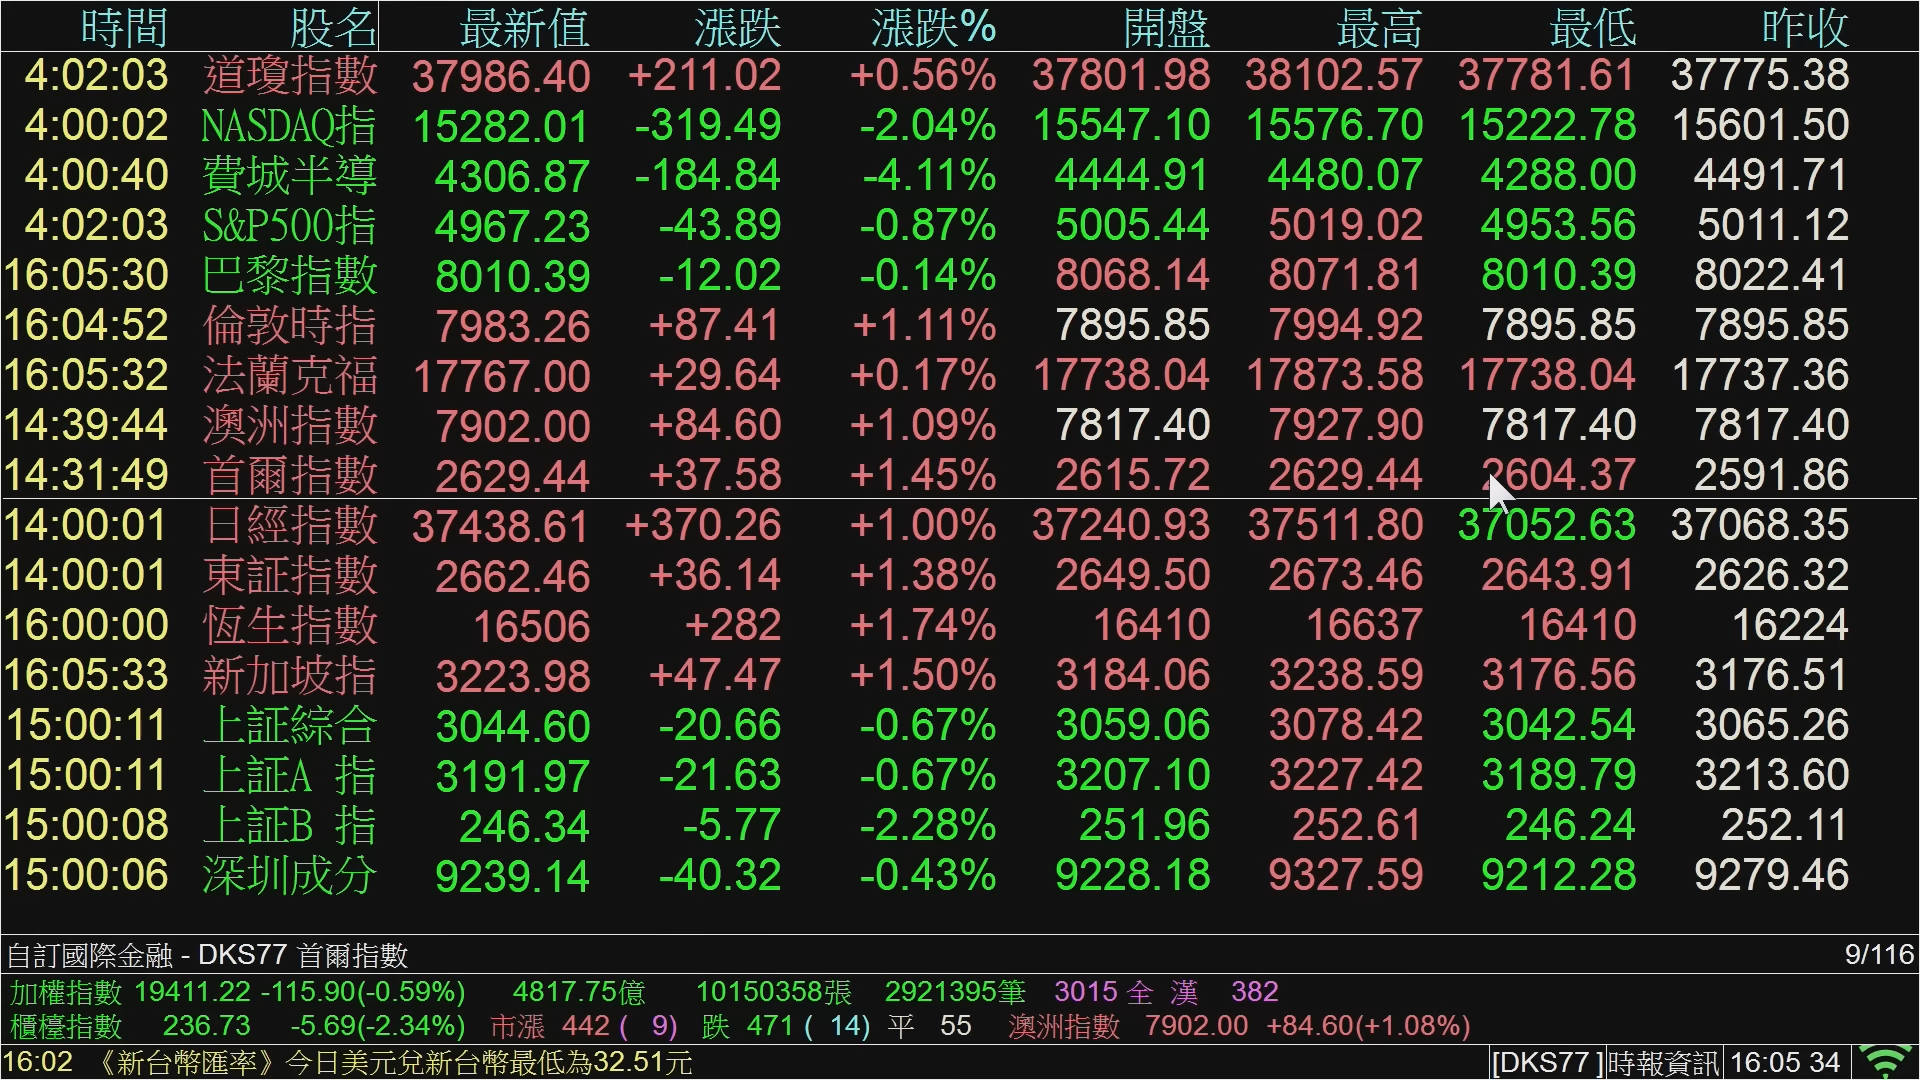 時間 股名 最新值 漲跌 漲跌% 開盤 最高 最低 昨收
4:02:03 道瓊指數 37986.40 +211.02 +0.56% 37801.98 38102.57 37781.61 37775.38
4:00:02 NASDAQ指 15282.01 -319.49 -2.04% 15547.10 15576.70 15222.78 15601.50
4:00:40 費城半導 4306.87 -184.84 -4.11% 4444.91 4480.07 4288.00 4491.71
4:02:03 S&P500指 4967.23 -43.89 -0.87% 5005.44 5019.02 4953.56 5011.12
16:05:30 巴黎指數 8010.39 -12.02 -0.14% 8068.14 8071.81 8010.39 8022.41
16:04:52 倫敦時指 7983.26 +87.41 +1.11% 7895.85 7994.92 7895.85 7895.85
16:05:32 法蘭克福 17767.00 +29.64 +0.17% 17738.04 17873.58 17738.04 17737.36
14:39:44 澳洲指數 7902.00 +84.60 +1.09% 7817.40 7927.90 7817.40 7817.40
14:31:49 首爾指數 2629.44 +37.58 +1.45% 2615.72 2629.44 2604.37 2591.86
14:00:01 日經指數 37438.61 +370.26 +1.00% 37240.93 37511.80 37052.63 37068.35
14:00:01 東証指數 2662.46 +36.14 +1.38% 2649.50 2673.46 2643.91 2626.32
16:00:00 恆生指數 16506 +282 +1.74% 16410 16637 16410 16224
16:05:33 新加坡指 3223.98 +47.47 +1.50% 3184.06 3238.59 3176.56 3176.51
15:00:11 上証綜合 3044.60 -20.66 -0.67% 3059.06 3078.42 3042.54 3065.26
15:00:11 上証A 指 3191.97 -21.63 -0.67% 3207.10 3227.42 3189.79 3213.60
15:00:08 上証B 指 246.34 -5.77 -2.28% 251.96 252.61 246.24 252.11
15:00:06 深圳成分 9239.14 -40.32 -0.43% 9228.18 9327.59 9212.28 9279.46
自訂國際金融 - DKS77 首爾指數 9/116
加權指數 19411.22 -115.90(-0.59%) 4817.75億 10150358張 2921395筆 3015 全 漢 382
櫃檯指數 236.73 -5.69(-2.34%) 市漲 442 ( 9) 跌 471 ( 14) 平 55 澳洲指數 7902.00 +84.60(+1.08%)
16:02 《新台幣匯率》今日美元兌新台幣最低為32.51元 [DKS77 ] 時報資訊 16:05 34